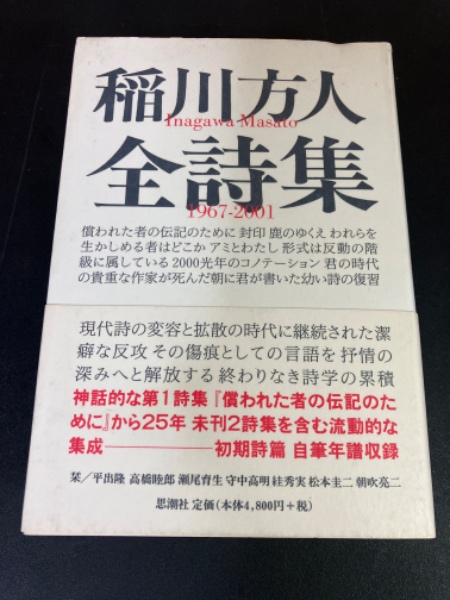 稲川方人
Inagawa Masato
全詩集
1967-2001
償われた者の伝記のために 封印 鹿のゆくえ われらを
生かしめる者はどこか アミとわたし 形式は反動の階
級に属している 2000光年のコノテーション 君の時代
の貴重な作家が死んだ朝に君が書いた幼い詩の復習
現代詩の変容と拡散の時代に継続された潔
癖な反攻 その傷痕としての言語を抒情の
深みへと解放する 終わりなき詩学の累積
神話的な第1詩集『償われた者の伝記のた
めに』から25年 未刊2詩集を含む流動的な
集成————初期詩篇 自筆年譜収録
栞／平出隆 高橋睦郎 瀬尾育生 守中高明 絓秀実 松本圭二 朝吹亮二
思潮社 定価(本体4,800円+税)